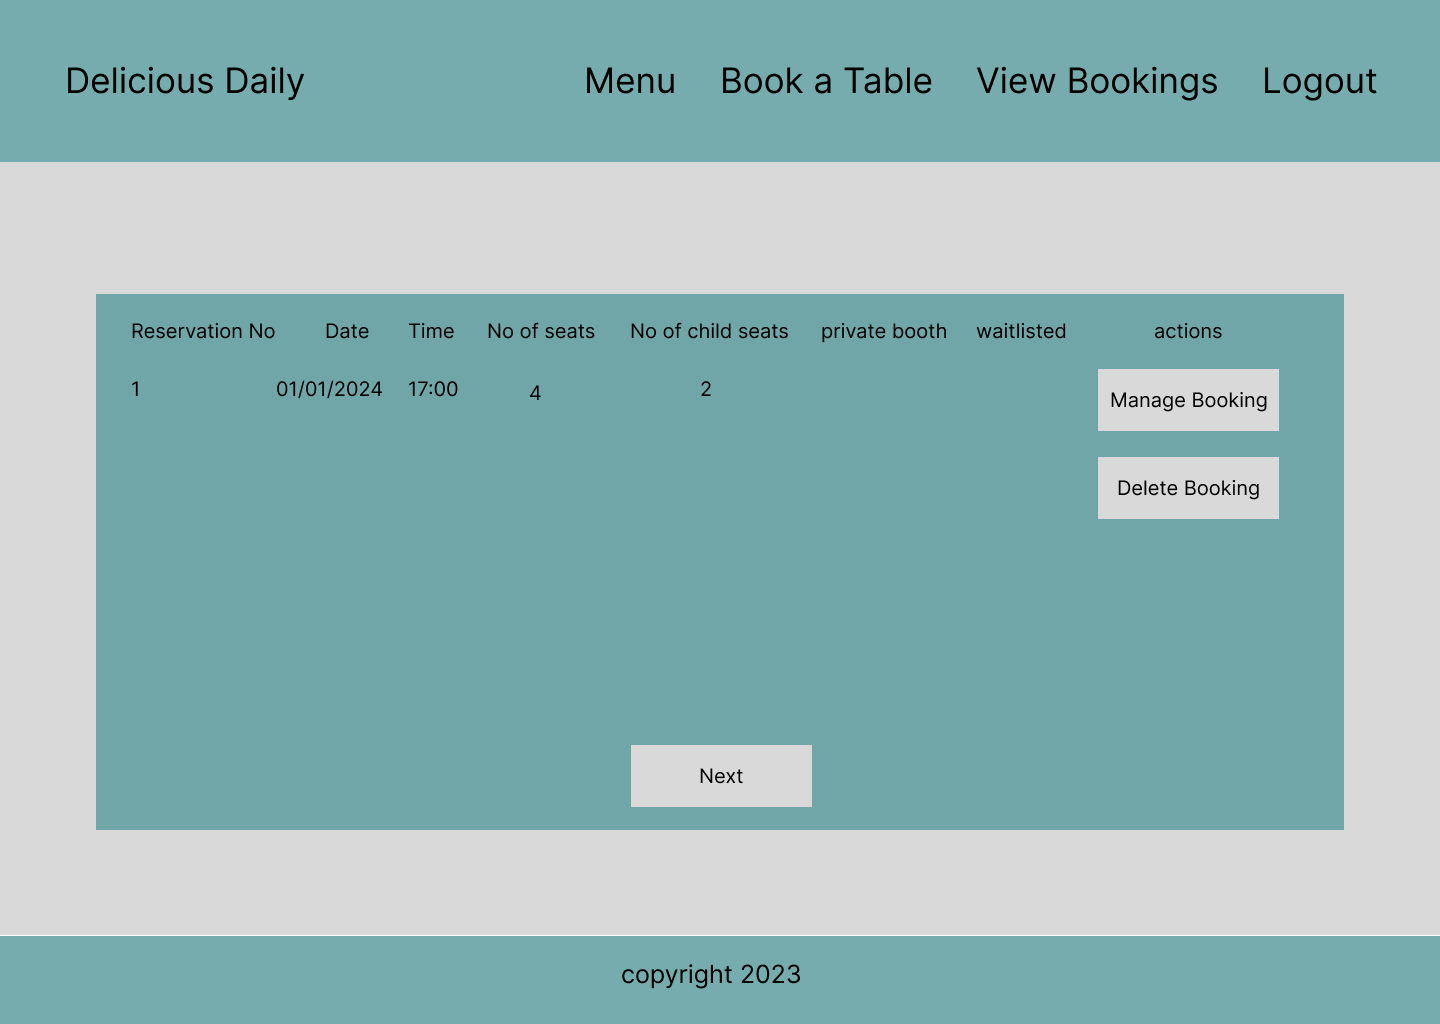 Delicious Daily Menu Book a Table View Bookings Logout
Reservation No Date Time No of seats No of child seats private booth waitlisted actions
1 01/01/2024 17:00 4 2 Manage Booking
Delete Booking
Next
copyright 2023